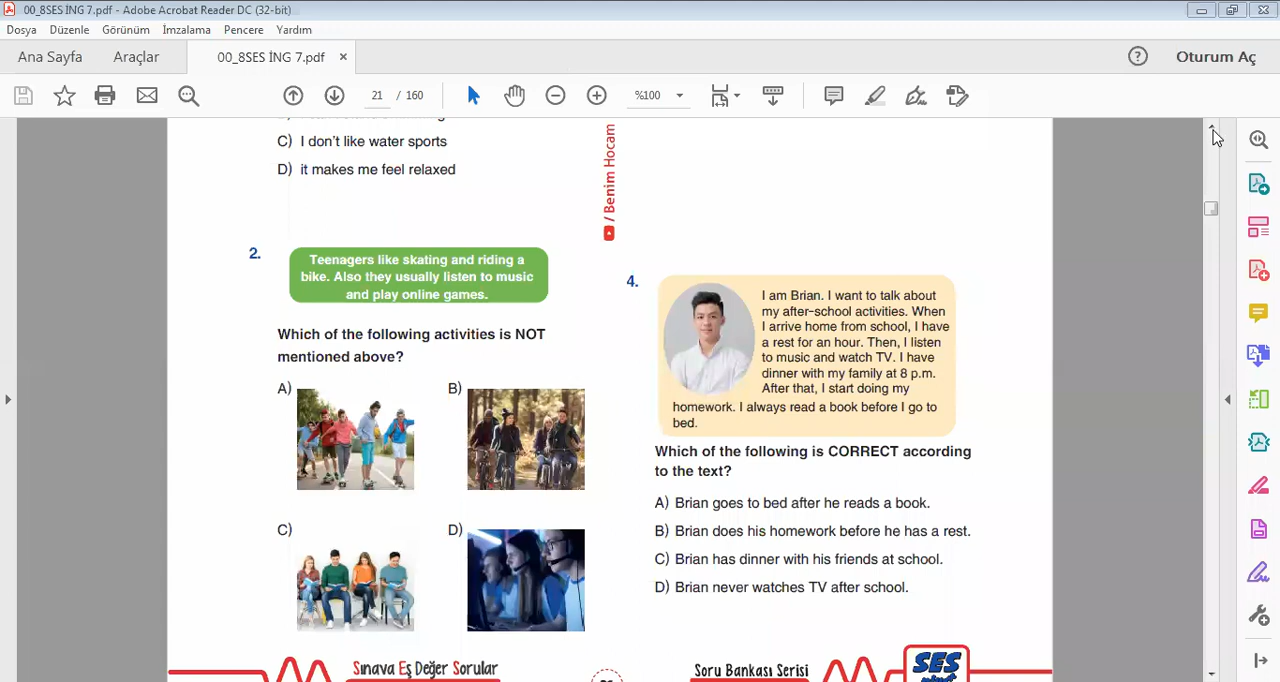 00_8SES İNG 7.pdf - Adobe Acrobat Reader DC (32-bit)
Dosya Düzenle Görünüm İmzalama Pencere Yardım
Ana Sayfa Araçlar 00_8SES İNG 7.pdf × Oturum Aç
21 / 160 %100
C) I don't like water sports
D) it makes me feel relaxed
/ Benim Hocam
2.
Teenagers like skating and riding a
bike. Also they usually listen to music
and play online games.
Which of the following activities is NOT
mentioned above?
A)
B)
C)
D)
4.
I am Brian. I want to talk about
my after-school activities. When
I arrive home from school, I have
a rest for an hour. Then, I listen
to music and watch TV. I have
dinner with my family at 8 p.m.
After that, I start doing my
homework. I always read a book before I go to
bed.
Which of the following is CORRECT according
to the text?
A) Brian goes to bed after he reads a book.
B) Brian does his homework before he has a rest.
C) Brian has dinner with his friends at school.
D) Brian never watches TV after school.
Sınava Eş Değer Sorular
Soru Bankası Serisi
SES